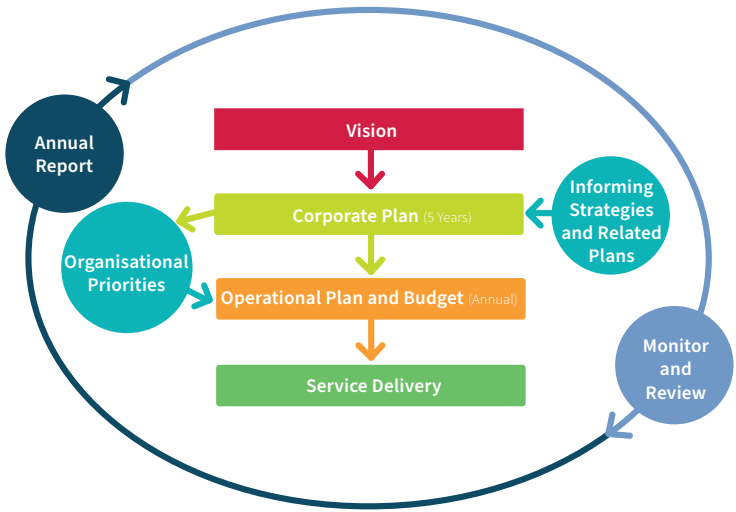 Vision
Annual
Report
Corporate Plan (5 Years)
Informing
Strategies
and Related
Plans
Organisational
Priorities
Operational Plan and Budget (Annual)
Monitor
and
Review
Service Delivery